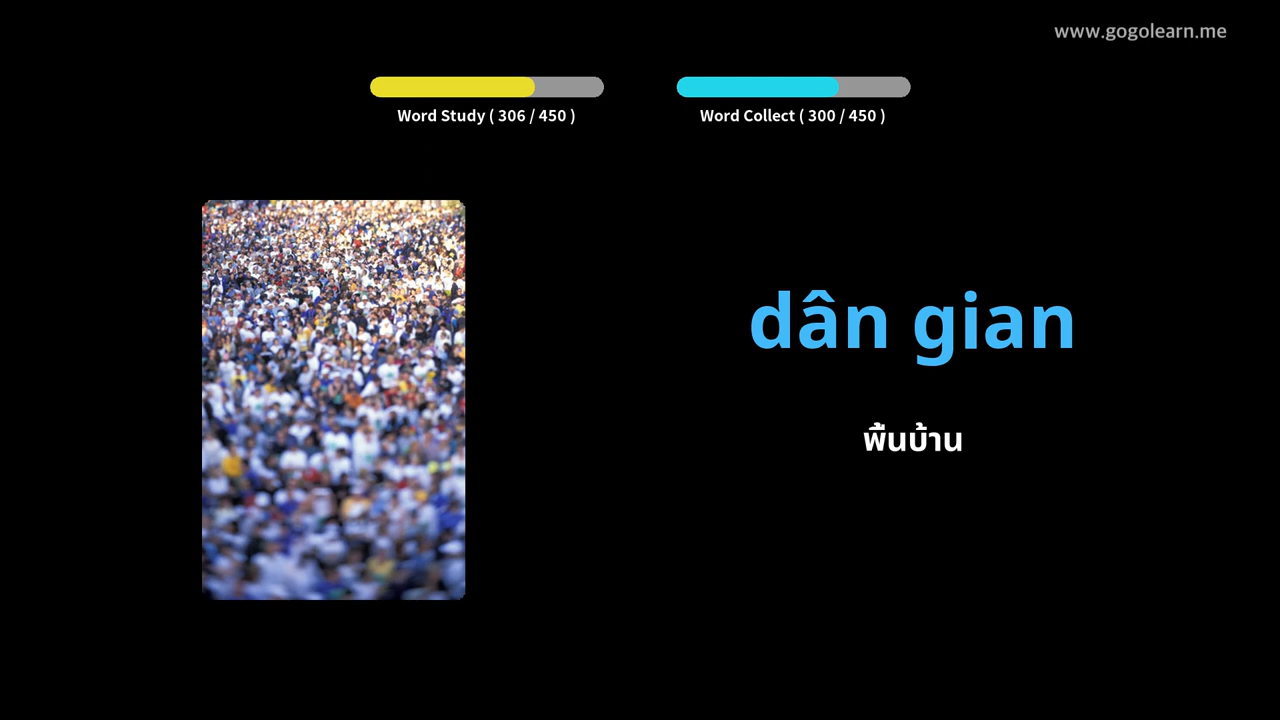 www.gogolearn.me
Word Study ( 306 / 450 )
Word Collect ( 300 / 450 )
dân gian
พื้นบ้าน